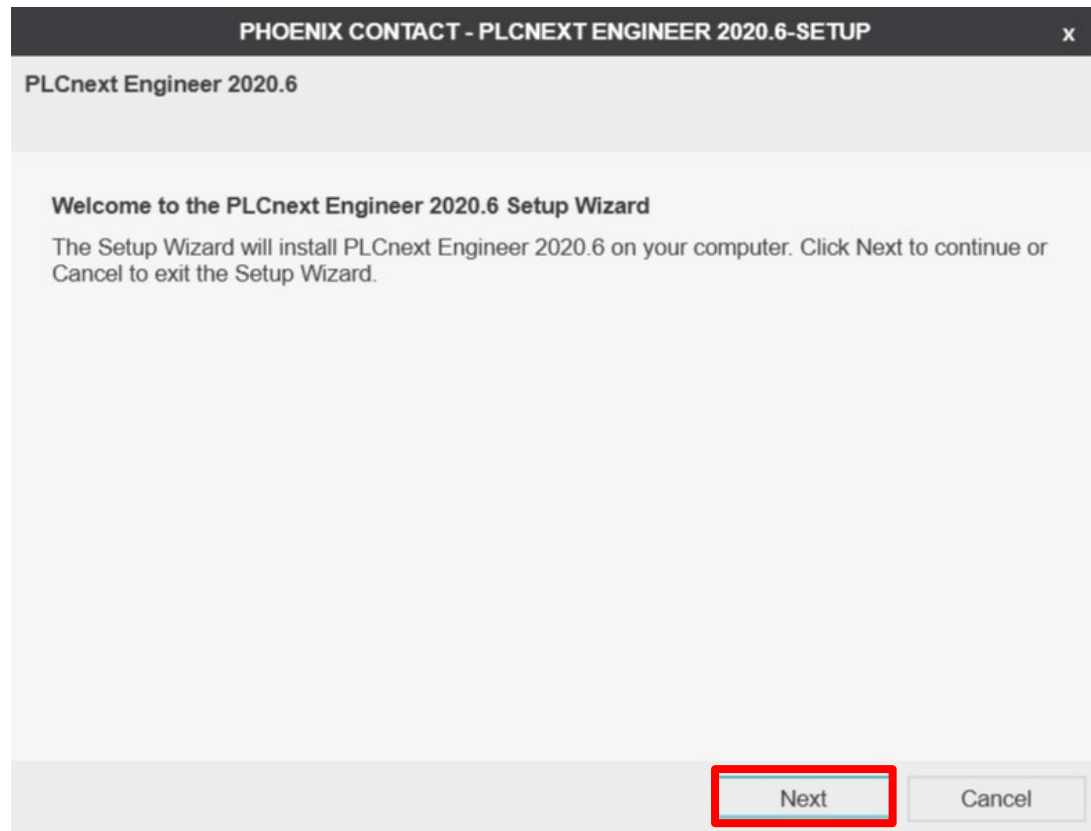 PHOENIX CONTACT - PLCNEXT ENGINEER 2020.6-SETUP x
PLCnext Engineer 2020.6
Welcome to the PLCnext Engineer 2020.6 Setup Wizard
The Setup Wizard will install PLCnext Engineer 2020.6 on your computer. Click Next to continue or
Cancel to exit the Setup Wizard.
Next Cancel